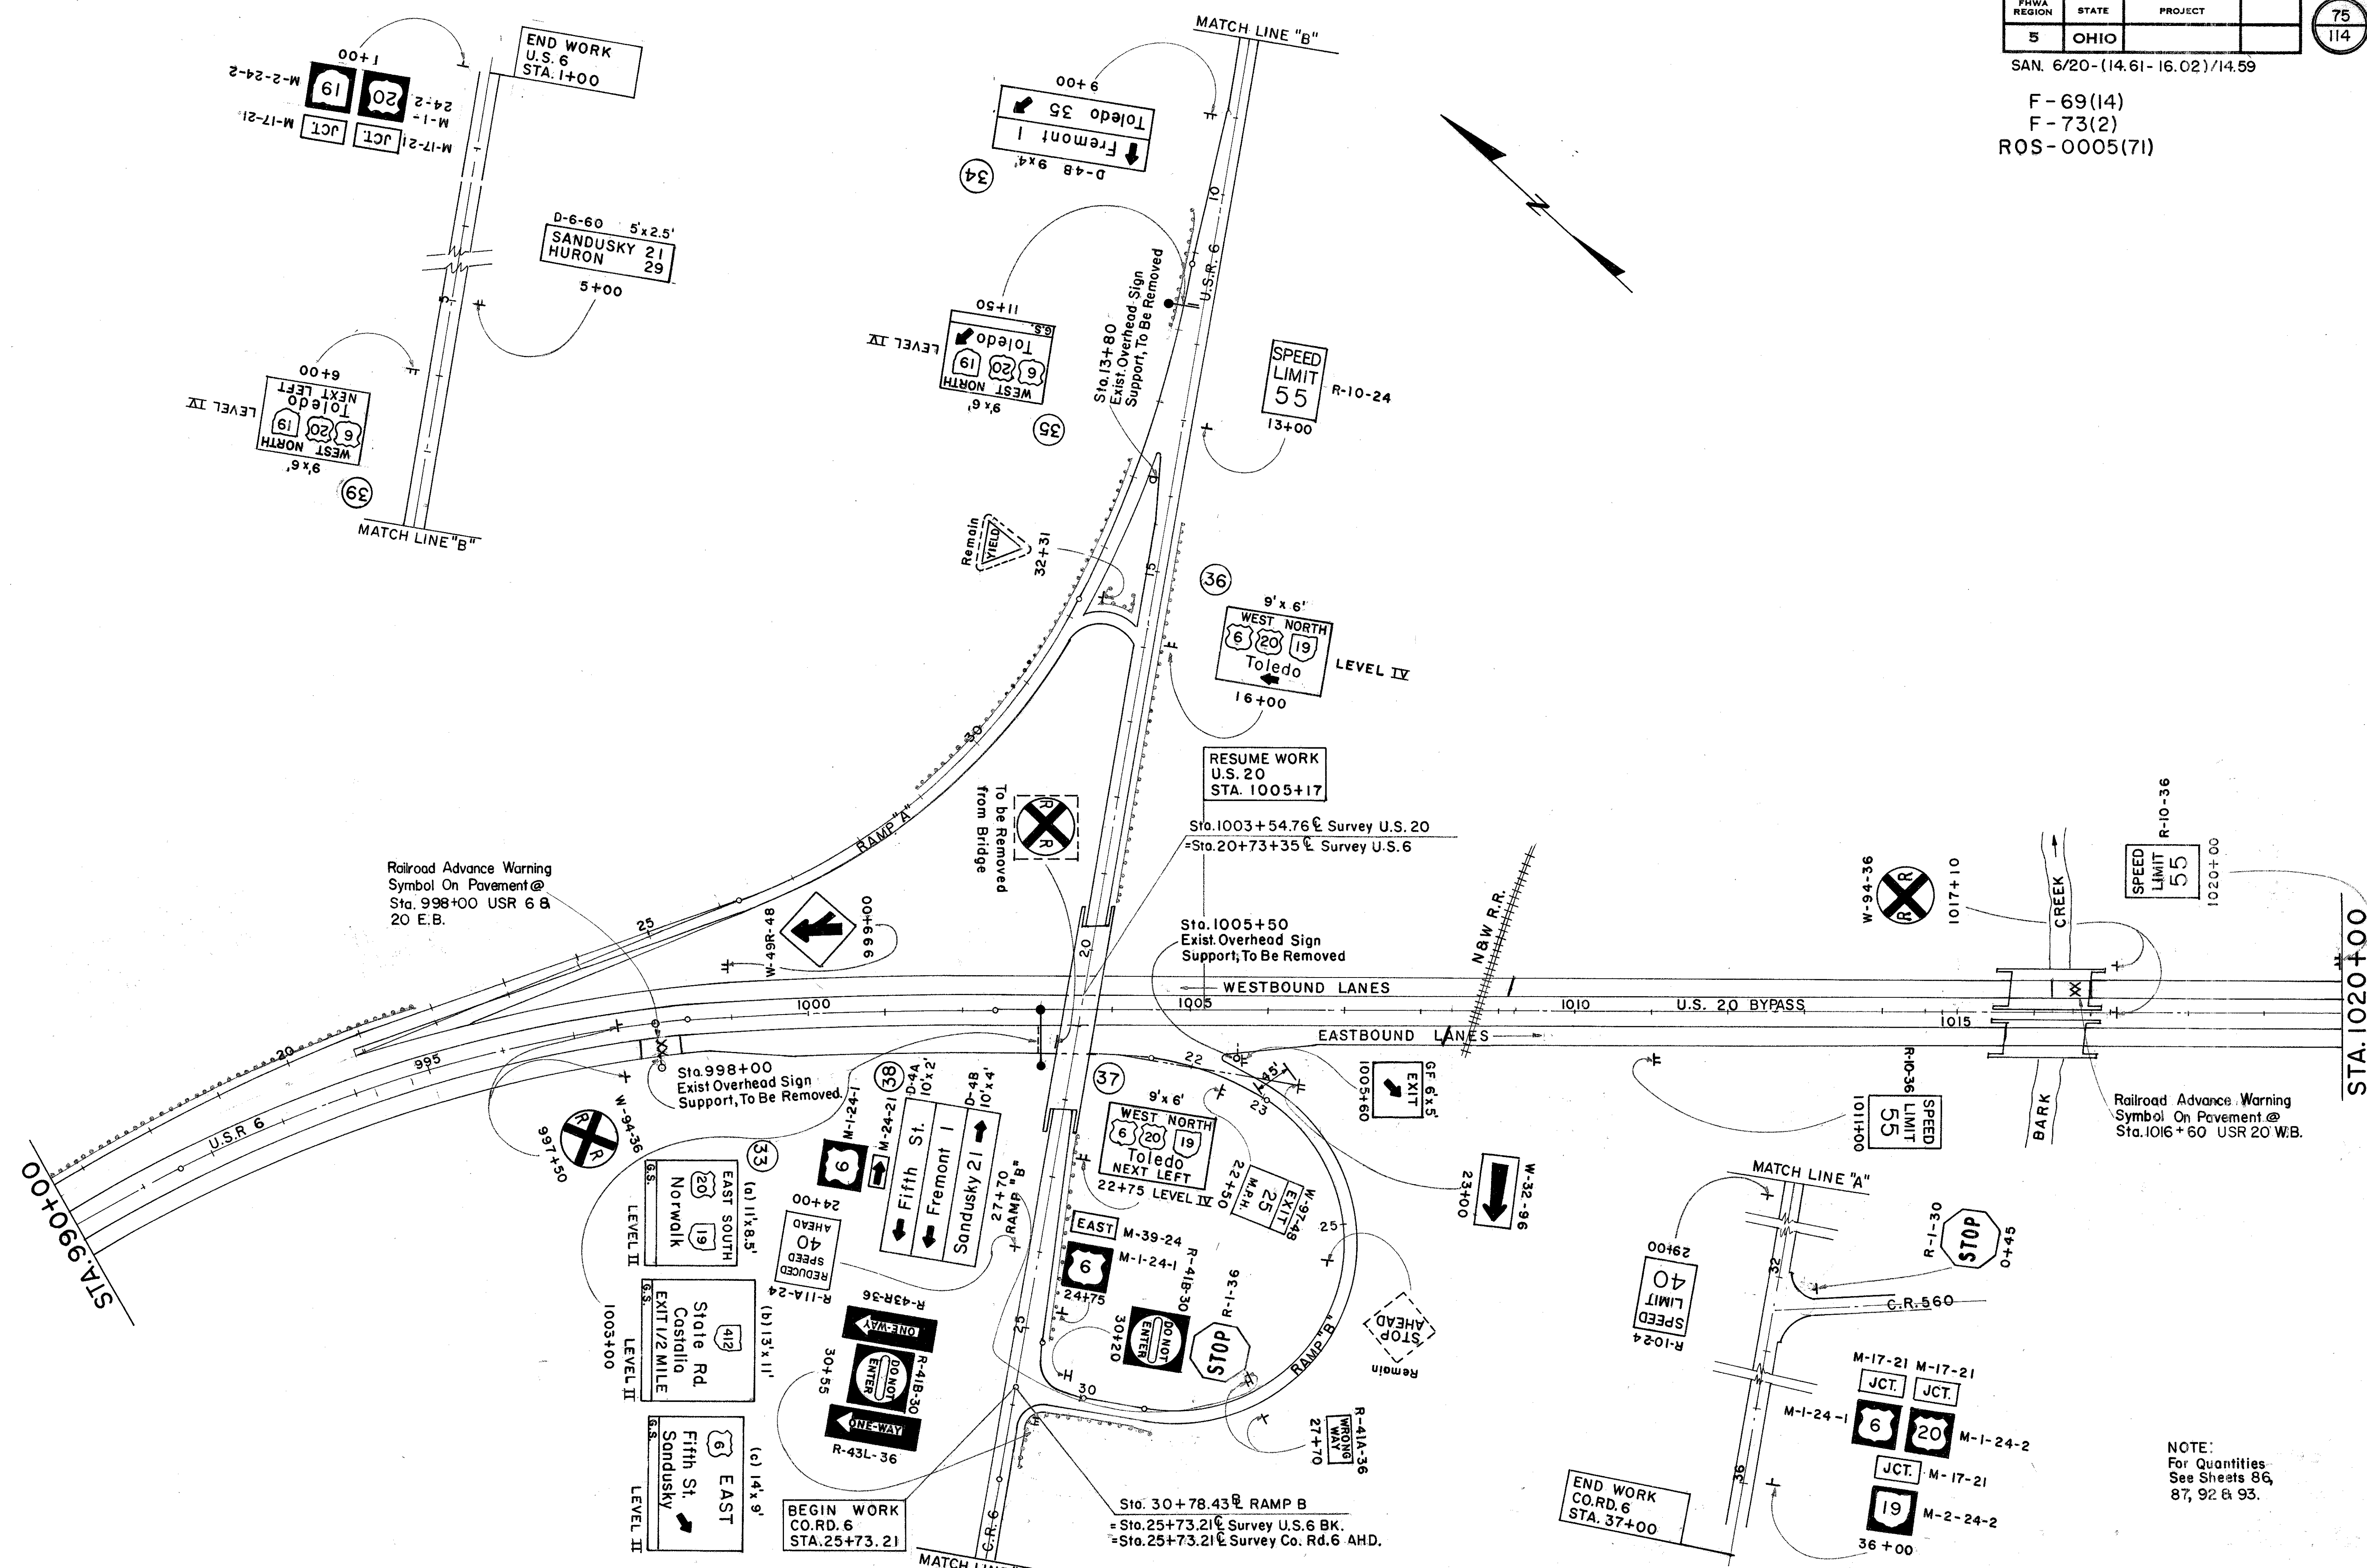 FHWA REGION STATE PROJECT
5 OHIO
75
114
SAN. 6/20-(14.61-16.02)/14.59
F-69(14)
F-73(2)
ROS-0005(71)
MATCH LINE "B"
END WORK
U.S. 6
STA. 1+00
1+00
M-2-24-2
19
20
M-1-
24-2
M-17-21
JCT.
JCT.
M-17-21
D-6-60 5'x2.5'
SANDUSKY 21
HURON 29
5+00
5
6+00
LEVEL IV
WEST NORTH
6 20 19
Toledo
NEXT LEFT
9'x6'
39
MATCH LINE "B"
9+00
Fremont 1
Toledo 35
D-4B 9x4'
34
10
U.S.R. 6
11+50
WEST NORTH
6 20 19
Toledo
G.S.
LEVEL IV
9'x6'
35
Sta. 13+80
Exist. Overhead Sign
Support, To Be Removed
N
SPEED
LIMIT
55
R-10-24
13+00
Remain
YIELD
32+31
15
36
9'x6'
WEST NORTH
6 20 19
Toledo
LEVEL IV
16+00
30
RAMP "A"
RESUME WORK
U.S. 20
STA. 1005+17
To be Removed
from Bridge
R R
Sta. 1003+54.76 ℄ Survey U.S. 20
=Sta. 20+73+35 ℄ Survey U.S. 6
Railroad Advance Warning
Symbol On Pavement @
Sta. 998+00 USR 6 &
20 E.B.
25
W-49R-48
999+00
20
Sta. 1005+50
Exist. Overhead Sign
Support, To Be Removed
N&W R.R.
W-94-36
R R
1017+10
CREEK
R-10-36
SPEED
LIMIT
55
1020+00
STA. 1020+00
WESTBOUND LANES
1000
1005
1010
U.S. 20 BYPASS
1015
EASTBOUND LANES
20
995
U.S.R 6
STA. 990+00
Sta. 998+00
Exist Overhead Sign
Support, To Be Removed.
997+50
R R
W-94-36
22
23
45'
GF 6'x5'
EXIT
1005+60
R-10-36
SPEED
LIMIT
55
1011+00
BARK
Railroad Advance Warning
Symbol On Pavement @
Sta. 1016+60 USR 20 W.B.
33
(a) 11'x8.5'
EAST SOUTH
20 19
Norwalk
G.S.
LEVEL II
(b) 13'x11'
412
State Rd.
Castalia
EXIT 1/2 MILE
G.S.
LEVEL II
1003+00
(c) 14'x9'
6 EAST
Fifth St.
Sandusky
G.S.
LEVEL II
M-1-24-1
6
M-24-21
24+00
38
D-4A
10'x2'
Fifth St.
D-4B
10'x4'
Fremont 1
Sandusky 21
27+70
RAMP "B"
REDUCED
SPEED
40
AHEAD
R-11A-24
37
9'x6'
WEST NORTH
6 20 19
Toledo
NEXT LEFT
22+75 LEVEL IV
EAST M-39-24
6 M-1-24-1
24+75
W-97-48
EXIT
25
M.P.H.
22+50
25
W-32-96
23+00
R-41B-30
DO NOT
ENTER
30+20
R-1-36
STOP
RAMP "B"
STOP
AHEAD
Remain
R-43R-36
ONE-WAY
DO NOT
ENTER
R-41B-30
30+55
ONE-WAY
R-43L-36
25
30
R-41A-36
WRONG
WAY
27+70
BEGIN WORK
CO. RD. 6
STA. 25+73.21
C.R. 6
Sta. 30+78.43 RAMP B
= Sta. 25+73.21 ℄ Survey U.S. 6 BK.
=Sta. 25+73.21 ℄ Survey Co. Rd. 6 AHD.
MATCH LINE "A"
29+00
SPEED
LIMIT
40
R-10-24
32
R-1-30
STOP
0+45
C.R. 560
36
M-17-21 M-17-21
JCT. JCT.
M-1-24-1 6 20 M-1-24-2
JCT. M-17-21
19 M-2-24-2
36+00
END WORK
CO. RD. 6
STA. 37+00
NOTE:
For Quantities
See Sheets 86,
87, 92 & 93.